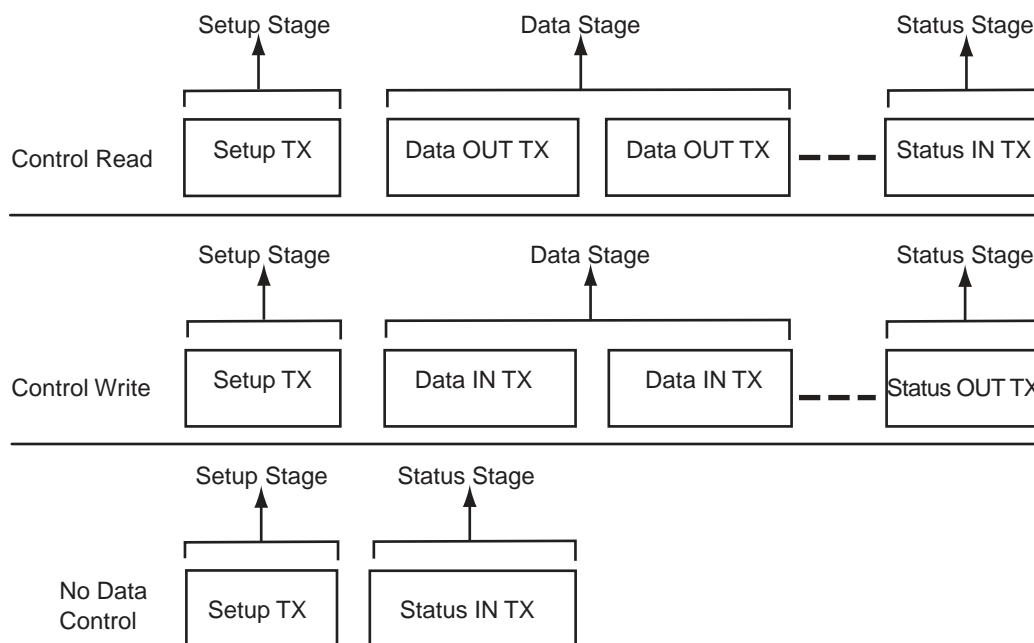 Setup Stage Data Stage Status Stage
Control Read Setup TX Data OUT TX Data OUT TX Status IN TX
Setup Stage Data Stage Status Stage
Control Write Setup TX Data IN TX Data IN TX Status OUT TX
Setup Stage Status Stage
No Data
Control Setup TX Status IN TX